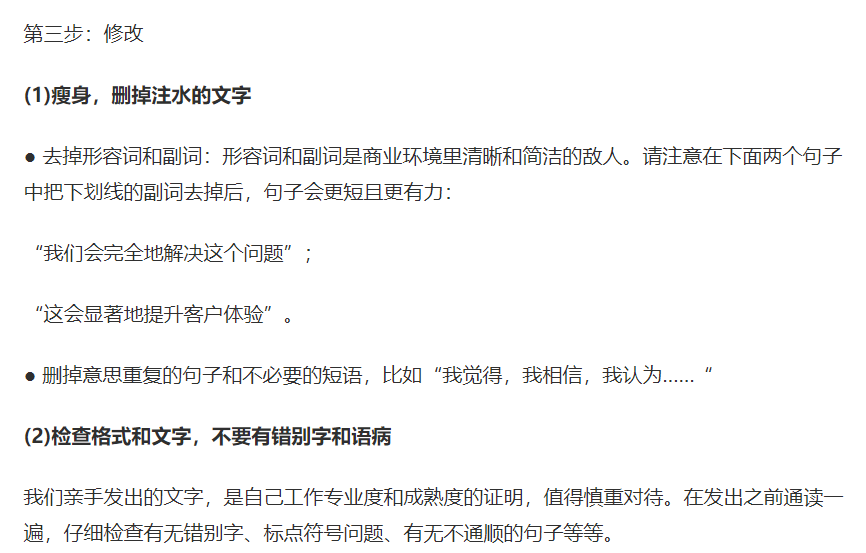 第三步：修改
(1)瘦身，删掉注水的文字
● 去掉形容词和副词：形容词和副词是商业环境里清晰和简洁的敌人。请注意在下面两个句子
中把下划线的副词去掉后，句子会更短且更有力：
“我们会完全地解决这个问题”；
“这会显著地提升客户体验”。
● 删掉意思重复的句子和不必要的短语，比如“我觉得，我相信，我认为......“
(2)检查格式和文字，不要有错别字和语病
我们亲手发出的文字，是自己工作专业度和成熟度的证明，值得慎重对待。在发出之前通读一
遍，仔细检查有无错别字、标点符号问题、有无不通顺的句子等等。